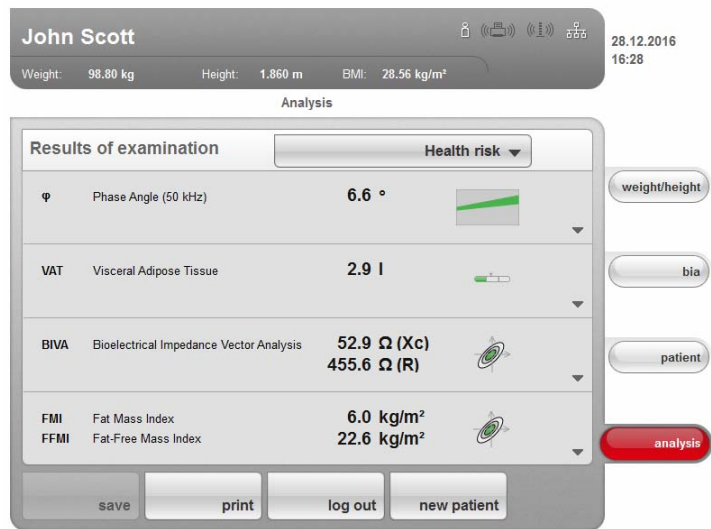 John Scott
28.12.2016
16:28
Weight: 98.80 kg Height: 1.860 m BMI: 28.56 kg/m²
Analysis
Results of examination Health risk
φ Phase Angle (50 kHz) 6.6 °
VAT Visceral Adipose Tissue 2.9 l
BIVA Bioelectrical Impedance Vector Analysis 52.9 Ω (Xc)
455.6 Ω (R)
FMI Fat Mass Index 6.0 kg/m²
FFMI Fat-Free Mass Index 22.6 kg/m²
weight/height
bia
patient
analysis
save print log out new patient